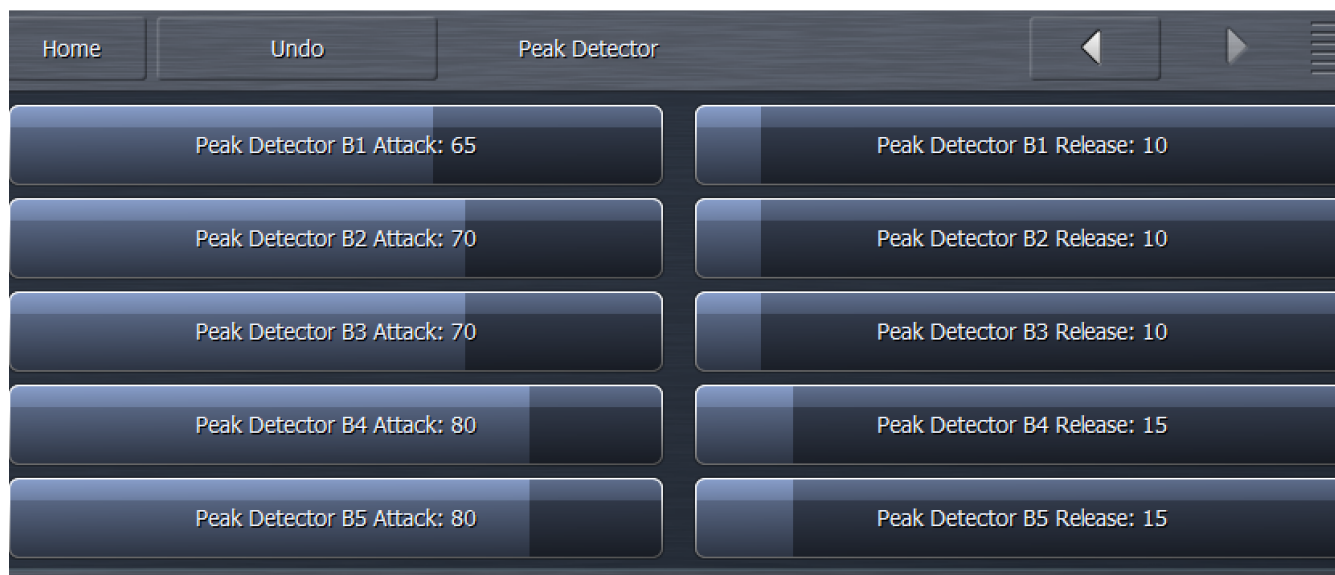 Home Undo Peak Detector
Peak Detector B1 Attack: 65 Peak Detector B1 Release: 10
Peak Detector B2 Attack: 70 Peak Detector B2 Release: 10
Peak Detector B3 Attack: 70 Peak Detector B3 Release: 10
Peak Detector B4 Attack: 80 Peak Detector B4 Release: 15
Peak Detector B5 Attack: 80 Peak Detector B5 Release: 15